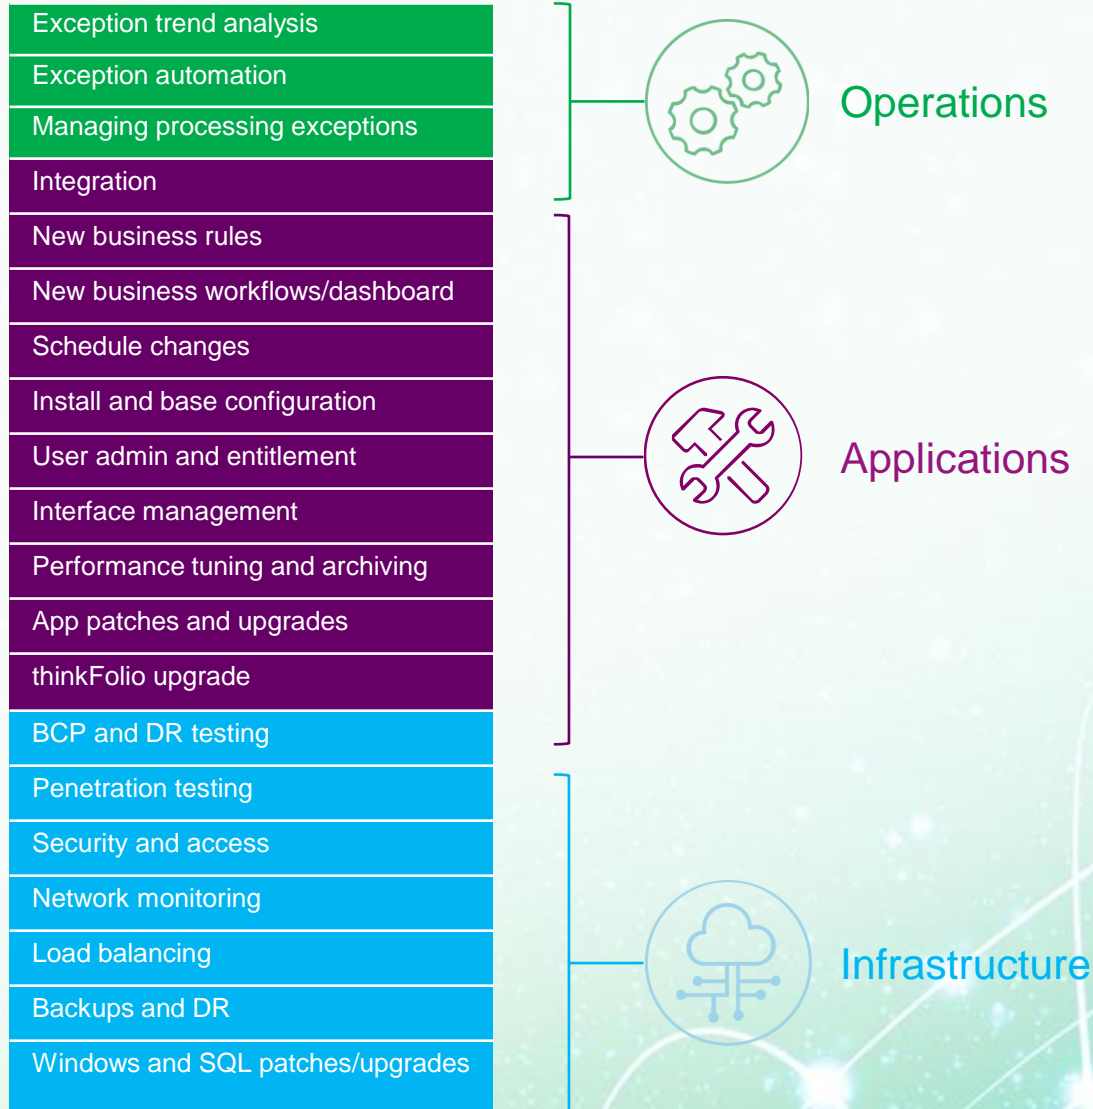 Exception trend analysis
Exception automation
Managing processing exceptions
Integration
New business rules
New business workflows/dashboard
Schedule changes
Install and base configuration
User admin and entitlement
Interface management
Performance tuning and archiving
App patches and upgrades
thinkFolio upgrade
BCP and DR testing
Penetration testing
Security and access
Network monitoring
Load balancing
Backups and DR
Windows and SQL patches/upgrades
Operations
Applications
Infrastructure